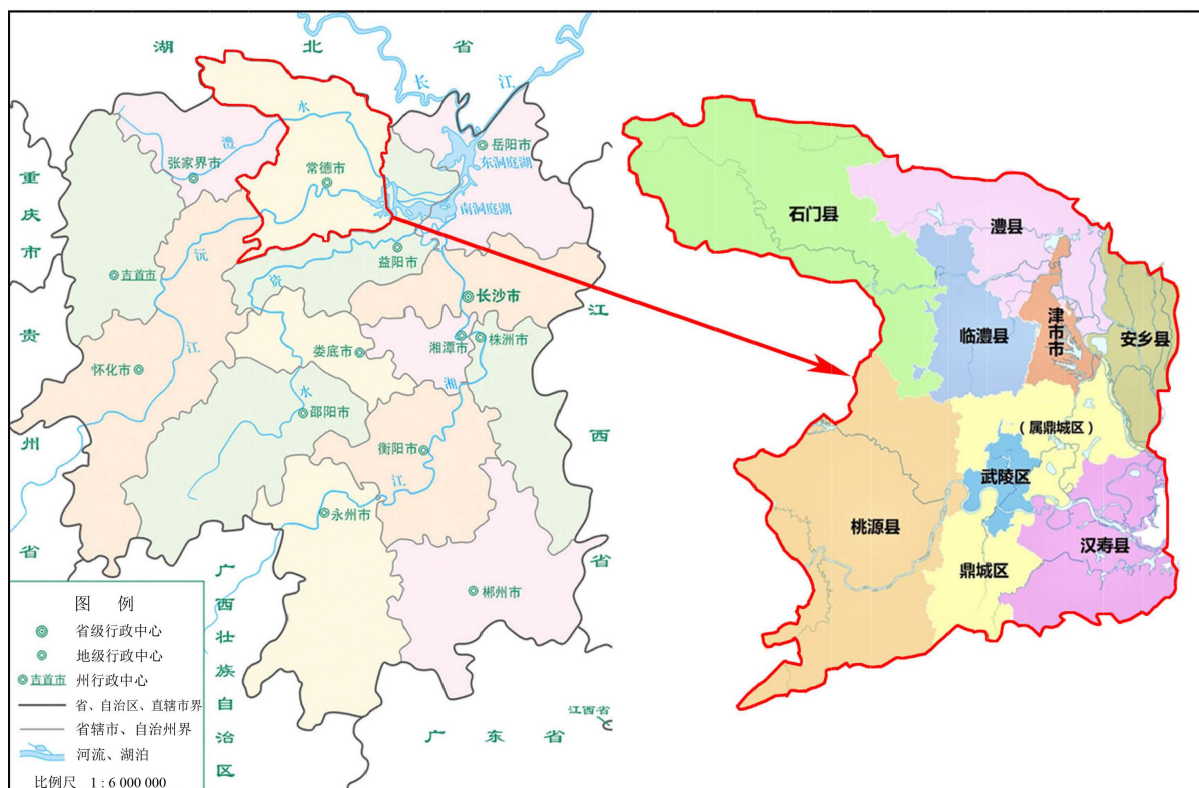 湖北省
长江
水
澧
岳阳市
东洞庭湖
张家界市
常德市
重庆市
南洞庭湖
沅
益阳市
吉首市
资
长沙市
江
贵
湘潭市
株洲市
娄底市
江
怀化市
湘
水
邵阳市
州
西
衡阳市
江
永州市
省
省
广西壮族自治区
郴州市
江西省
广东省
图例
省级行政中心
地级行政中心
吉首市 州行政中心
省、自治区、直辖市界
省辖市、自治州界
河流、湖泊
比例尺 1：6 000 000
石门县
澧县
临澧县
津市市
安乡县
（属鼎城区）
武陵区
桃源县
汉寿县
鼎城区